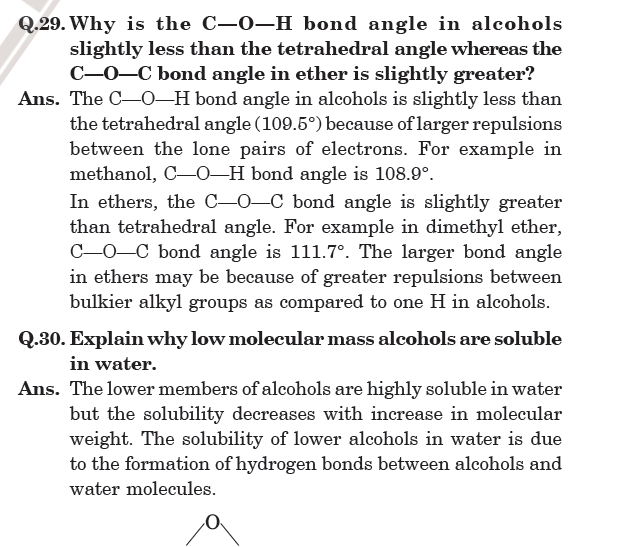 Q.29. Why is the C—O—H bond angle in alcohols
slightly less than the tetrahedral angle whereas the
C—O—C bond angle in ether is slightly greater?
Ans. The C—O—H bond angle in alcohols is slightly less than
the tetrahedral angle (109.5°) because of larger repulsions
between the lone pairs of electrons. For example in
methanol, C—O—H bond angle is 108.9°.
In ethers, the C—O—C bond angle is slightly greater
than tetrahedral angle. For example in dimethyl ether,
C—O—C bond angle is 111.7°. The larger bond angle
in ethers may be because of greater repulsions between
bulkier alkyl groups as compared to one H in alcohols.
Q.30. Explain why low molecular mass alcohols are soluble
in water.
Ans. The lower members of alcohols are highly soluble in water
but the solubility decreases with increase in molecular
weight. The solubility of lower alcohols in water is due
to the formation of hydrogen bonds between alcohols and
water molecules.
O